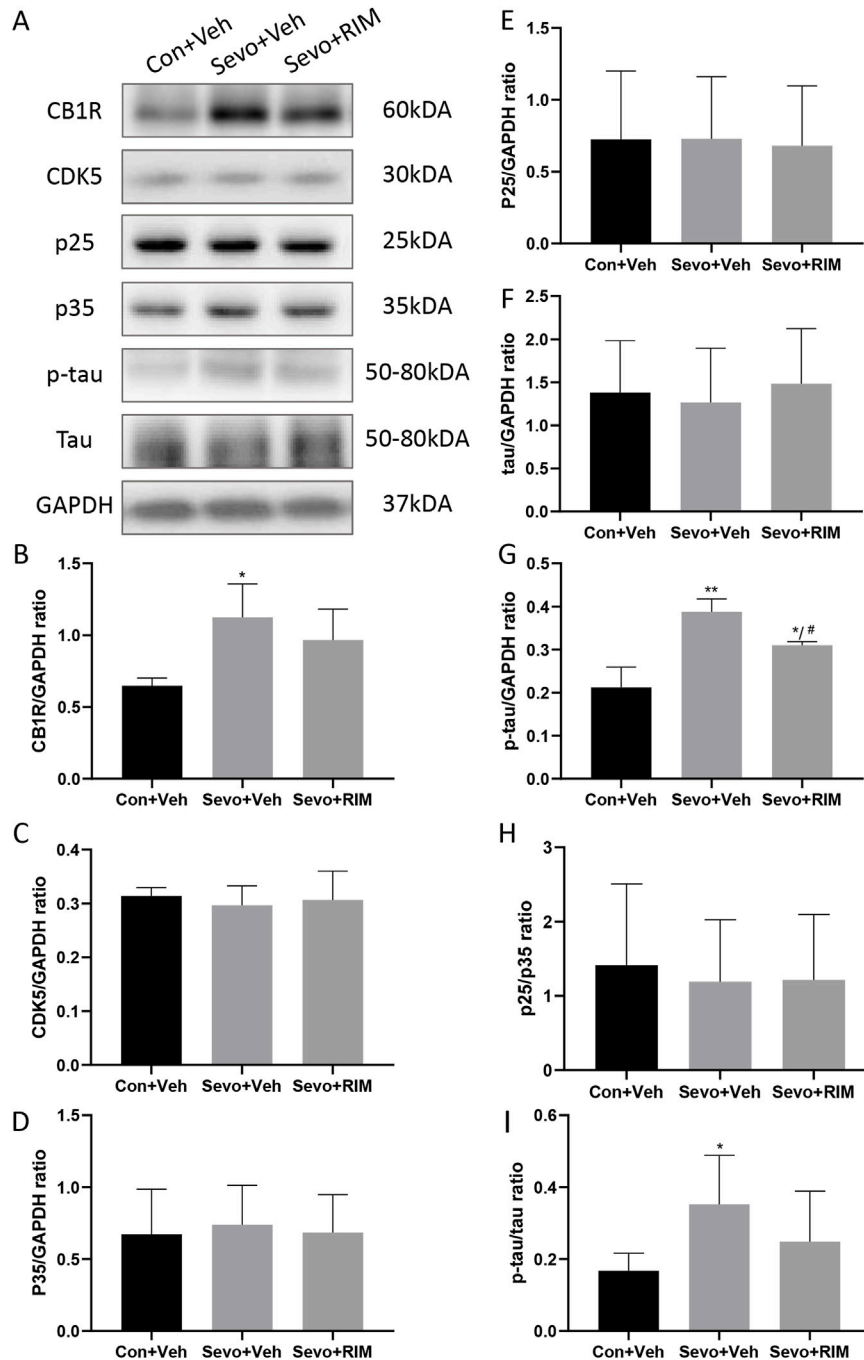 A
Con+Veh Sevo+Veh Sevo+RIM
CB1R 60kDA
CDK5 30kDA
p25 25kDA
p35 35kDA
p-tau 50-80kDA
Tau 50-80kDA
GAPDH 37kDA
B
CB1R/GAPDH ratio
1.5
1.0
0.5
0.0
*
Con+Veh Sevo+Veh Sevo+RIM
C
CDK5/GAPDH ratio
0.4
0.3
0.2
0.1
0.0
Con+Veh Sevo+Veh Sevo+RIM
D
P35/GAPDH ratio
1.5
1.0
0.5
0.0
Con+Veh Sevo+Veh Sevo+RIM
E
P25/GAPDH ratio
1.5
1.0
0.5
0.0
Con+Veh Sevo+Veh Sevo+RIM
F
tau/GAPDH ratio
2.5
2.0
1.5
1.0
0.5
0.0
Con+Veh Sevo+Veh Sevo+RIM
G
p-tau/GAPDH ratio
0.5
0.4
0.3
0.2
0.1
0.0
**
*/#
Con+Veh Sevo+Veh Sevo+RIM
H
p25/p35 ratio
3
2
1
0
Con+Veh Sevo+Veh Sevo+RIM
I
p-tau/tau ratio
0.6
0.4
0.2
0.0
*
Con+Veh Sevo+Veh Sevo+RIM